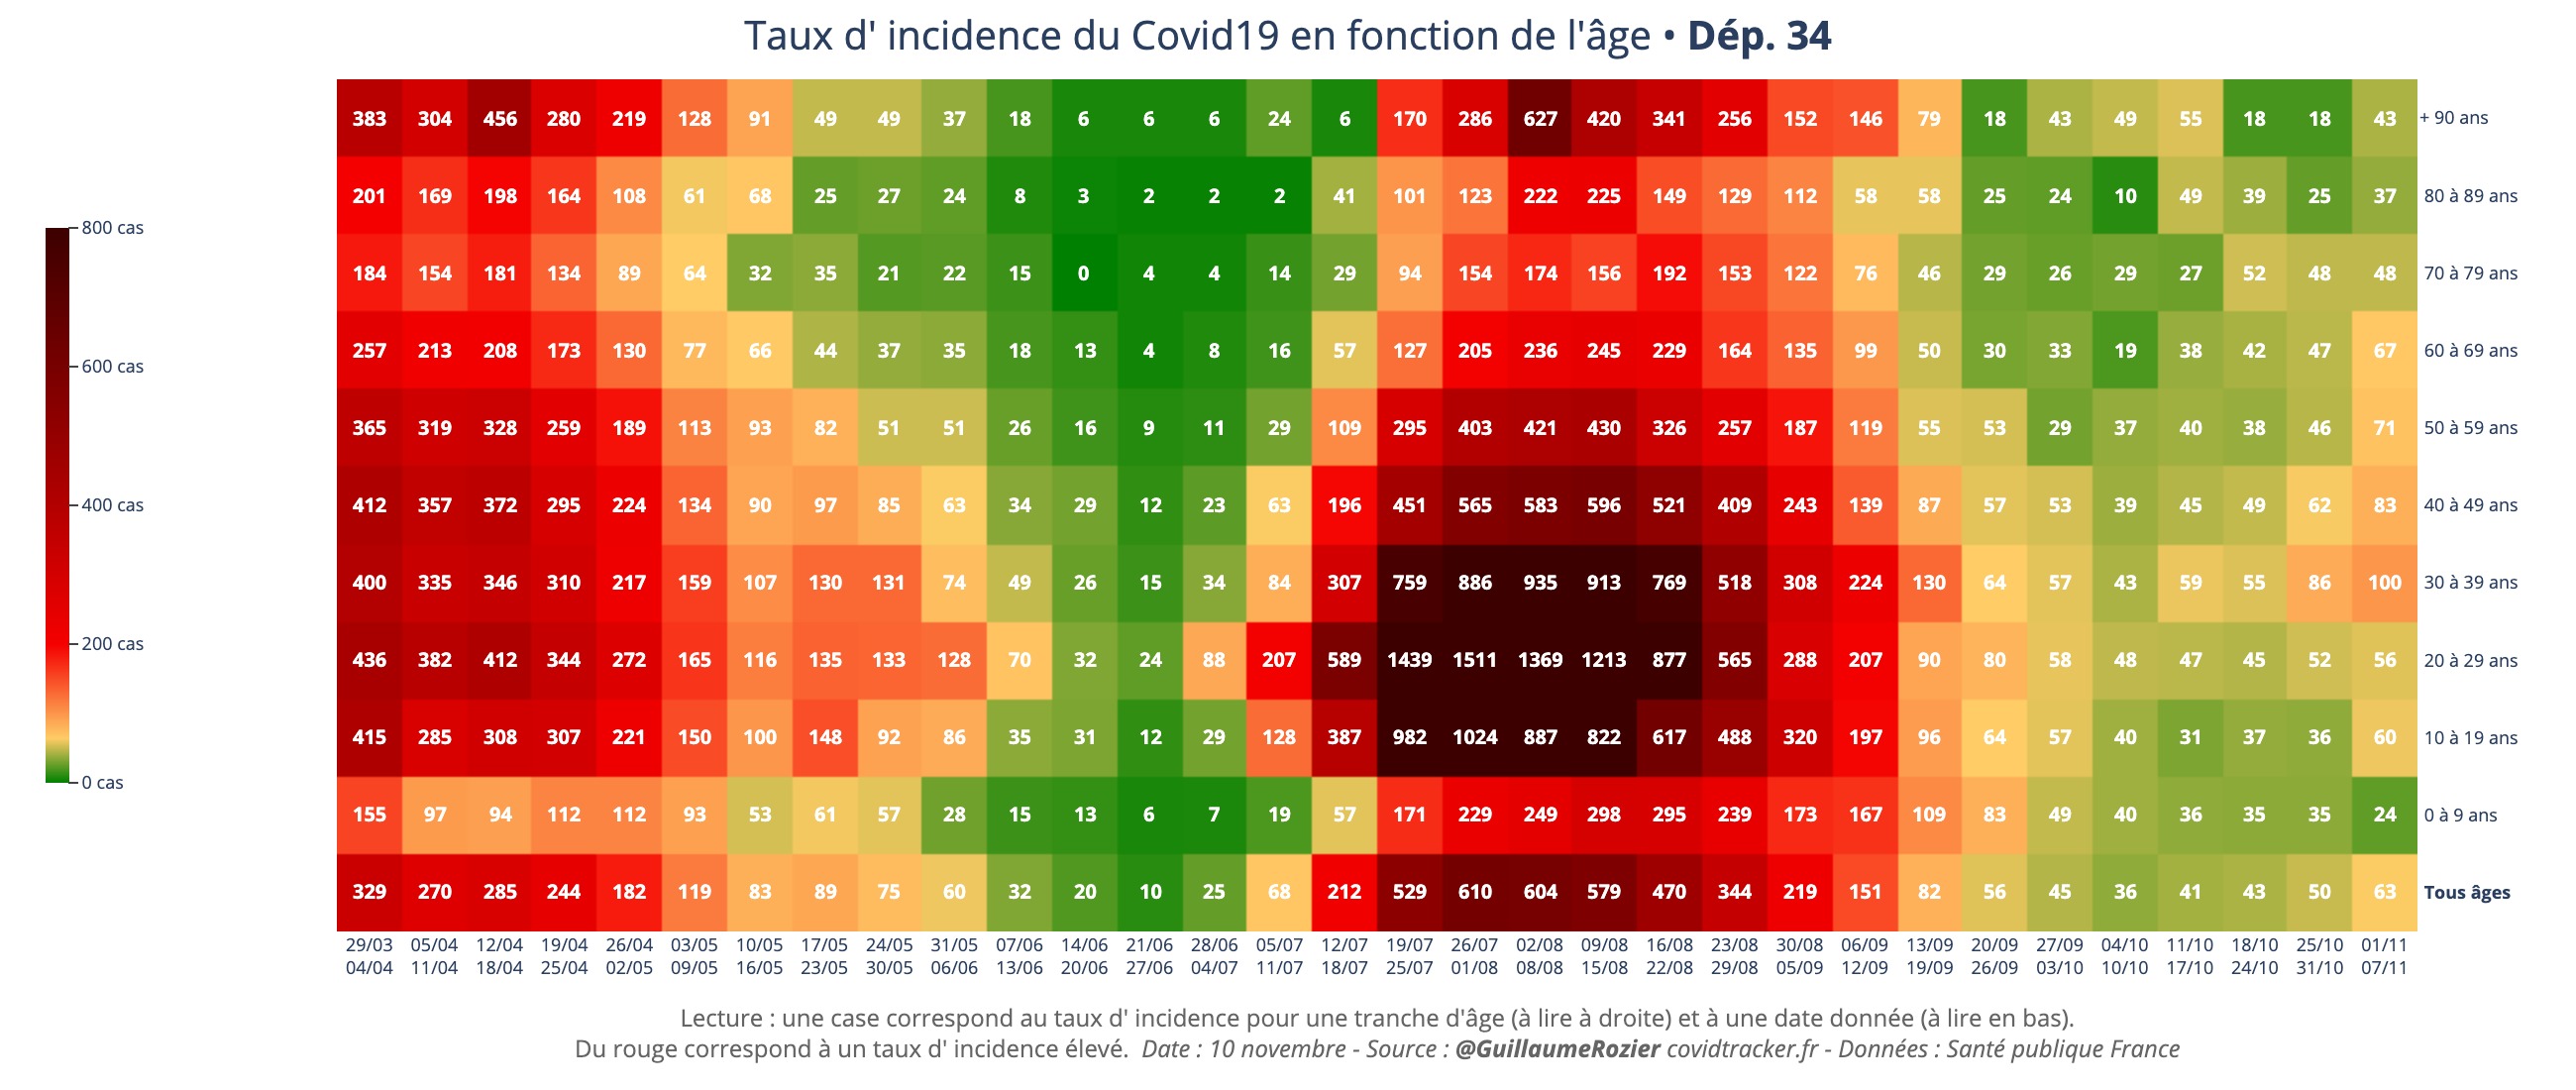 Taux d' incidence du Covid19 en fonction de l'âge • Dép. 34
800 cas
600 cas
400 cas
200 cas
0 cas
383 304 456 280 219 128 91 49 49 37 18 6 6 6 24 6 170 286 627 420 341 256 152 146 79 18 43 49 55 18 18 43 + 90 ans
201 169 198 164 108 61 68 25 27 24 8 3 2 2 2 41 101 123 222 225 149 129 112 58 58 25 24 10 49 39 25 37 80 à 89 ans
184 154 181 134 89 64 32 35 21 22 15 0 4 4 14 29 94 154 174 156 192 153 122 76 46 29 26 29 27 52 48 48 70 à 79 ans
257 213 208 173 130 77 66 44 37 35 18 13 4 8 16 57 127 205 236 245 229 164 135 99 50 30 33 19 38 42 47 67 60 à 69 ans
365 319 328 259 189 113 93 82 51 51 26 16 9 11 29 109 295 403 421 430 326 257 187 119 55 53 29 37 40 38 46 71 50 à 59 ans
412 357 372 295 224 134 90 97 85 63 34 29 12 23 63 196 451 565 583 596 521 409 243 139 87 57 53 39 45 49 62 83 40 à 49 ans
400 335 346 310 217 159 107 130 131 74 49 26 15 34 84 307 759 886 935 913 769 518 308 224 130 64 57 43 59 55 86 100 30 à 39 ans
436 382 412 344 272 165 116 135 133 128 70 32 24 88 207 589 1439 1511 1369 1213 877 565 288 207 90 80 58 48 47 45 52 56 20 à 29 ans
415 285 308 307 221 150 100 148 92 86 35 31 12 29 128 387 982 1024 887 822 617 488 320 197 96 64 57 40 31 37 36 60 10 à 19 ans
155 97 94 112 112 93 53 61 57 28 15 13 6 7 19 57 171 229 249 298 295 239 173 167 109 83 49 40 36 35 35 24 0 à 9 ans
329 270 285 244 182 119 83 89 75 60 32 20 10 25 68 212 529 610 604 579 470 344 219 151 82 56 45 36 41 43 50 63 Tous âges
29/03 05/04 12/04 19/04 26/04 03/05 10/05 17/05 24/05 31/05 07/06 14/06 21/06 28/06 05/07 12/07 19/07 26/07 02/08 09/08 16/08 23/08 30/08 06/09 13/09 20/09 27/09 04/10 11/10 18/10 25/10 01/11
04/04 11/04 18/04 25/04 02/05 09/05 16/05 23/05 30/05 06/06 13/06 20/06 27/06 04/07 11/07 18/07 25/07 01/08 08/08 15/08 22/08 29/08 05/09 12/09 19/09 26/09 03/10 10/10 17/10 24/10 31/10 07/11
Lecture : une case correspond au taux d' incidence pour une tranche d'âge (à lire à droite) et à une date donnée (à lire en bas).
Du rouge correspond à un taux d' incidence élevé. Date : 10 novembre - Source : @GuillaumeRozier covidtracker.fr - Données : Santé publique France